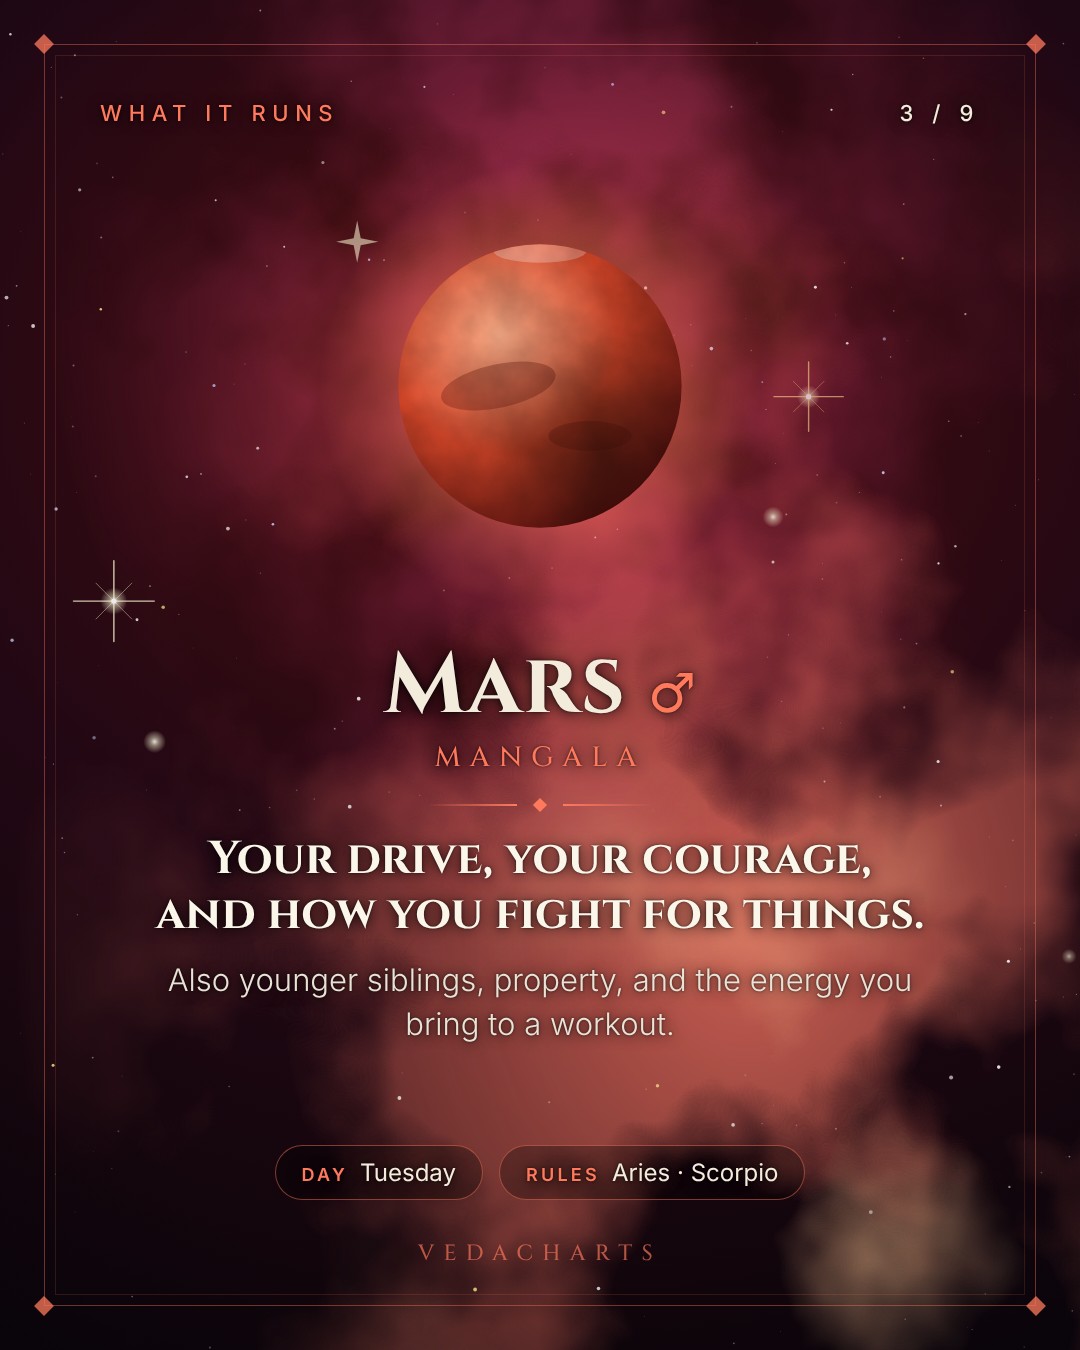 WHAT IT RUNS
3 / 9
Mars ♂
MANGALA
Your drive, your courage,
and how you fight for things.
Also younger siblings, property, and the energy you
bring to a workout.
DAY Tuesday
RULES Aries · Scorpio
VEDACHARTS